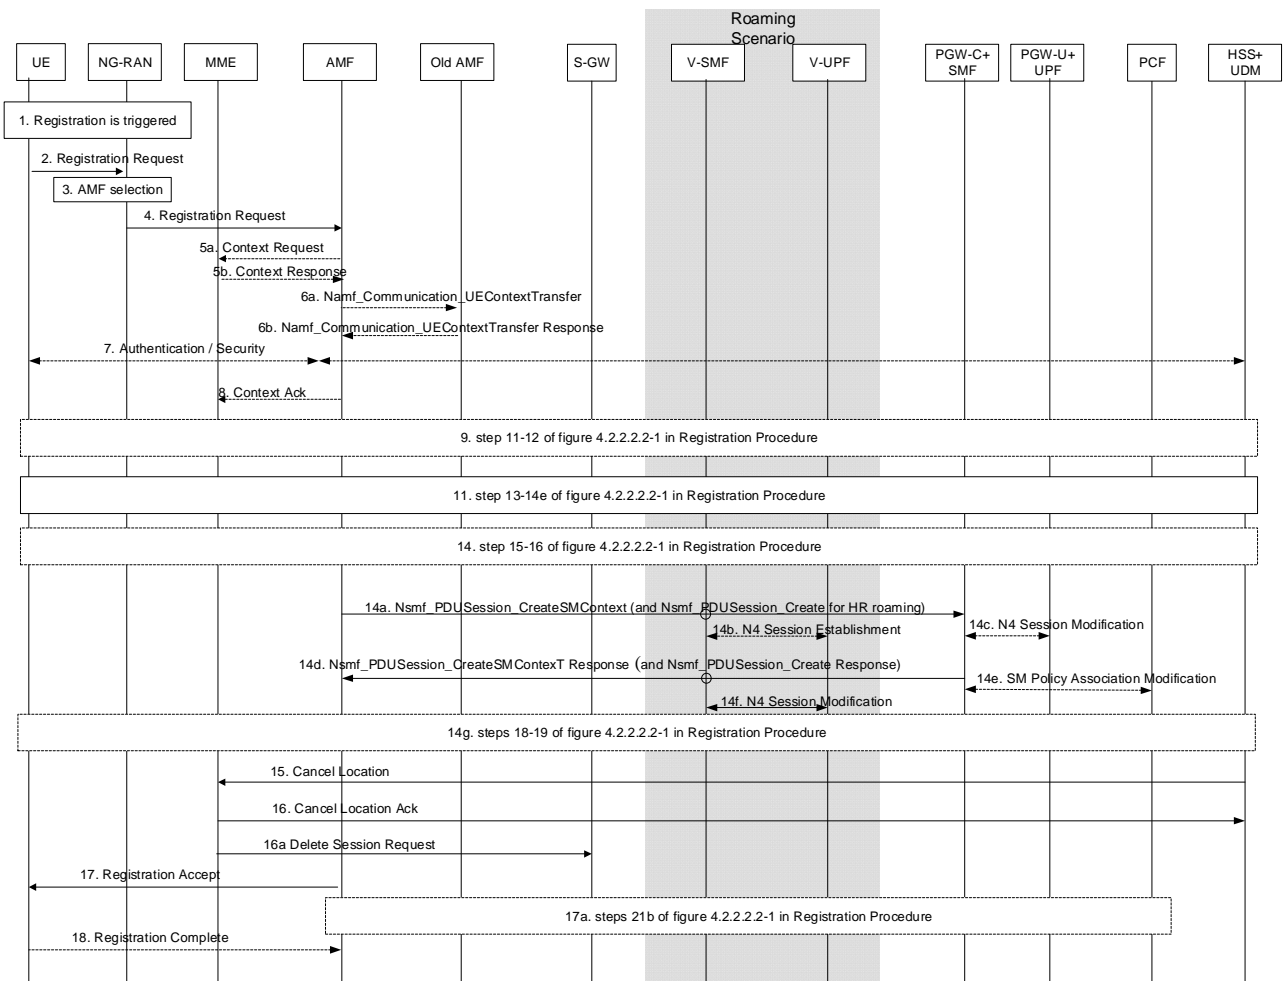 Roaming
Scenario
UE
NG-RAN
MME
AMF
Old AMF
S-GW
V-SMF
V-UPF
PGW-C+
SMF
PGW-U+
UPF
PCF
HSS+
UDM
1. Registration is triggered
2. Registration Request
3. AMF selection
4. Registration Request
5a. Context Request
5b. Context Response
6a. Namf_Communication_UEContextTransfer
6b. Namf_Communication_UEContextTransfer Response
7. Authentication / Security
8. Context Ack
9. step 11-12 of figure 4.2.2.2.2-1 in Registration Procedure
11. step 13-14e of figure 4.2.2.2.2-1 in Registration Procedure
14. step 15-16 of figure 4.2.2.2.2-1 in Registration Procedure
14a. Nsmf_PDUSession_CreateSMContext (and Nsmf_PDUSession_Create for HR roaming)
14b. N4 Session Establishment
14c. N4 Session Modification
14d. Nsmf_PDUSession_CreateSMContexT Response (and Nsmf_PDUSession_Create Response)
14e. SM Policy Association Modification
14f. N4 Session Modification
14g. steps 18-19 of figure 4.2.2.2.2-1 in Registration Procedure
15. Cancel Location
16. Cancel Location Ack
16a Delete Session Request
17. Registration Accept
17a. steps 21b of figure 4.2.2.2.2-1 in Registration Procedure
18. Registration Complete